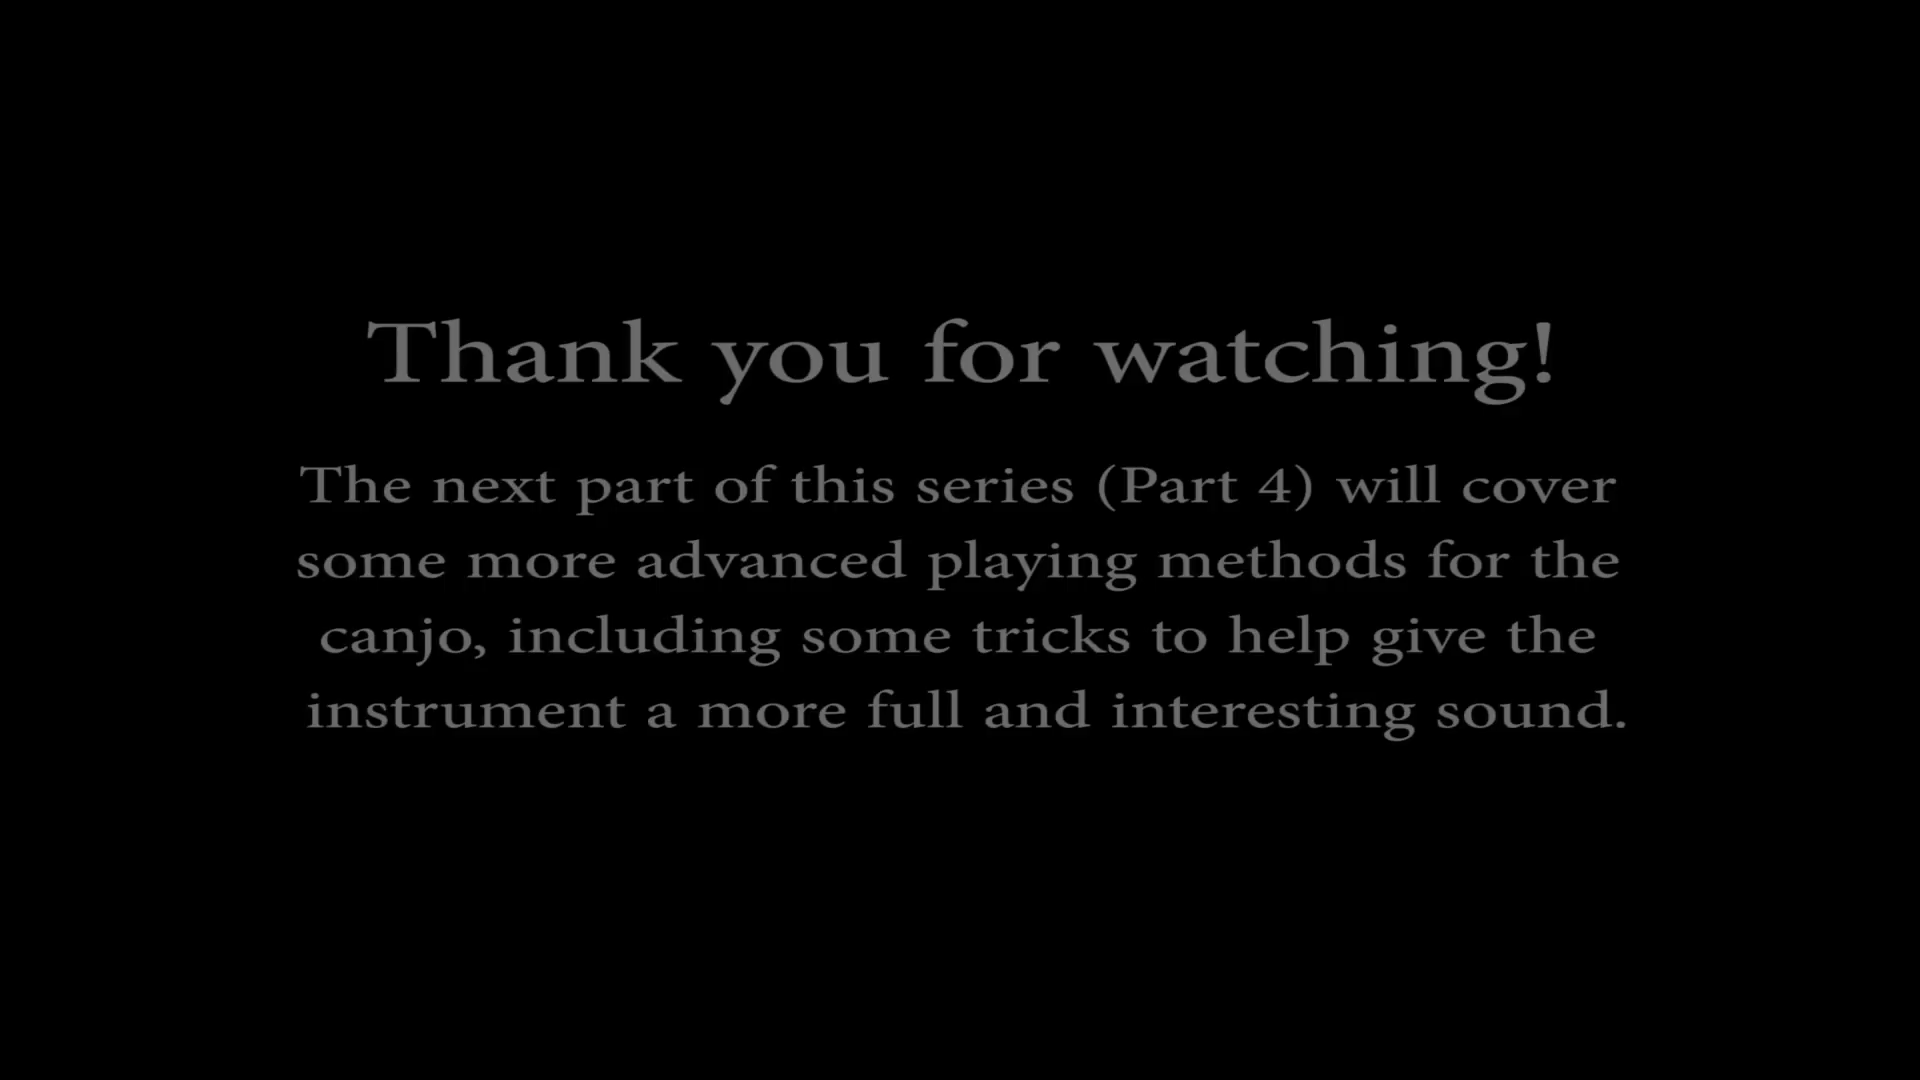 Thank you for watching!
The next part of this series (Part 4) will cover
some more advanced playing methods for the
canjo, including some tricks to help give the
instrument a more full and interesting sound.